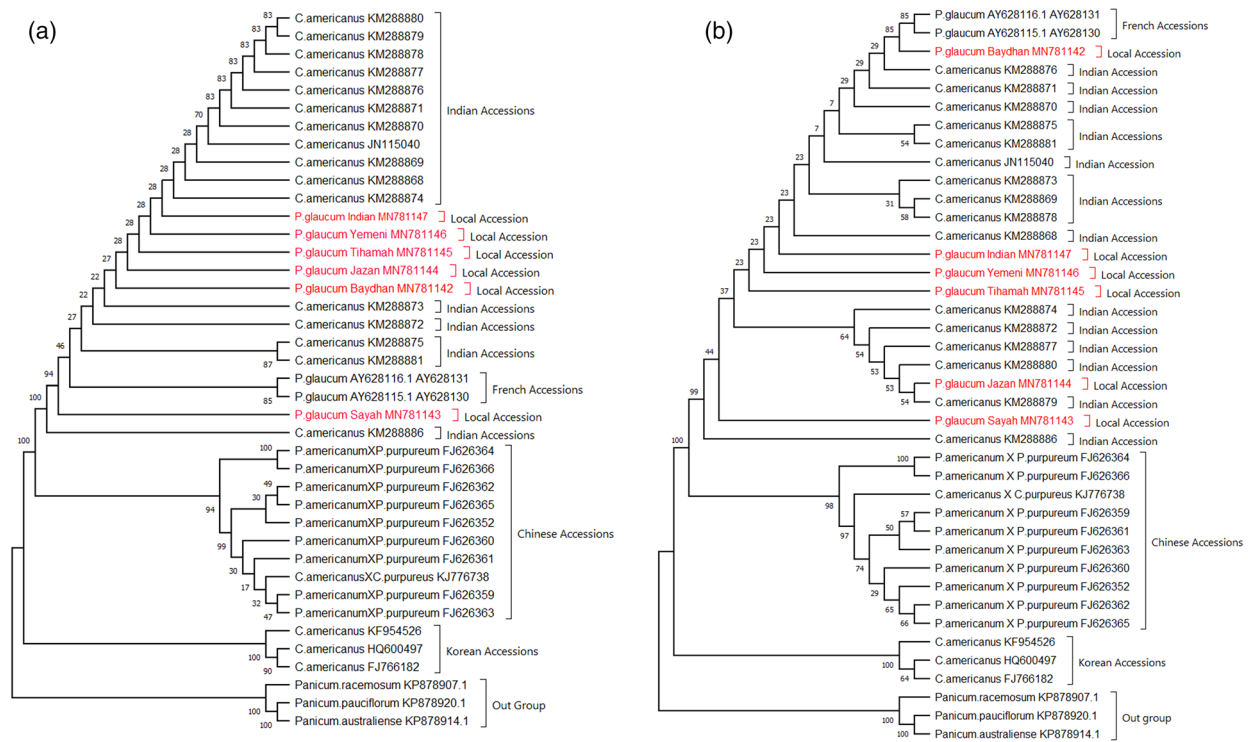 (a)
83 C.americanus KM288880
83 C.americanus KM288879
83 C.americanus KM288878
83 C.americanus KM288877
83 C.americanus KM288876
83 C.americanus KM288871 Indian Accessions
70 C.americanus KM288870
28 C.americanus JN115040
28 C.americanus KM288869
28 C.americanus KM288868
28 C.americanus KM288874
28 P.glaucum Indian MN781147 Local Accession
28 P.glaucum Yemeni MN781146 Local Accession
27 P.glaucum Tihamah MN781145 Local Accession
22 P.glaucum Jazan MN781144 Local Accession
22 P.glaucum Baydhan MN781142 Local Accession
C.americanus KM288873 Indian Accessions
C.americanus KM288872 Indian Accessions
C.americanus KM288875
46 87 C.americanus KM288881 Indian Accessions
94 P.glaucum AY628116.1 AY628131
85 P.glaucum AY628115.1 AY628130 French Accessions
100 P.glaucum Sayah MN781143 Local Accession
C.americanus KM288886 Indian Accessions
100 100 P.americanumXP.purpureum FJ626364
P.americanumXP.purpureum FJ626366
49 P.americanumXP.purpureum FJ626362
30 P.americanumXP.purpureum FJ626365
94 P.americanumXP.purpureum FJ626352
99 P.americanumXP.purpureum FJ626360 Chinese Accessions
30 P.americanumXP.purpureum FJ626361
17 C.americanusXC.purpureus KJ776738
32 P.americanumXP.purpureum FJ626359
47 P.americanumXP.purpureum FJ626363
C.americanus KF954526
100 C.americanus HQ600497 Korean Accessions
90 C.americanus FJ766182
Panicum.racemosum KP878907.1
100 Panicum.pauciflorum KP878920.1 Out Group
100 Panicum.australiense KP878914.1
(b)
85 P.glaucum AY628116.1 AY628131
85 P.glaucum AY628115.1 AY628130 French Accessions
29 P.glaucum Baydhan MN781142 Local Accession
29 C.americanus KM288876 Indian Accession
29 C.americanus KM288871 Indian Accessions
7 C.americanus KM288870 Indian Accession
C.americanus KM288875
7 54 C.americanus KM288881 Indian Accessions
23 C.americanus JN115040 Indian Accession
C.americanus KM288873
23 31 C.americanus KM288869 Indian Accessions
58 C.americanus KM288878
23 C.americanus KM288868 Indian Accession
23 P.glaucum Indian MN781147 Local Accession
23 P.glaucum Yemeni MN781146 Local Accession
37 P.glaucum Tihamah MN781145 Local Accession
C.americanus KM288874 Indian Accession
64 C.americanus KM288872 Indian Accession
44 54 C.americanus KM288877 Indian Accession
53 C.americanus KM288880 Indian Accession
53 P.glaucum Jazan MN781144 Local Accession
99 54 C.americanus KM288879 Indian Accession
P.glaucum Sayah MN781143 Local Accession
100 C.americanus KM288886 Indian Accession
100 P.americanum X P.purpureum FJ626364
P.americanum X P.purpureum FJ626366
98 C.americanus X C.purpureus KJ776738
57 P.americanum X P.purpureum FJ626359
97 50 P.americanum X P.purpureum FJ626361
P.americanum X P.purpureum FJ626363 Chinese Accessions
74 P.americanum X P.purpureum FJ626360
29 P.americanum X P.purpureum FJ626352
65 P.americanum X P.purpureum FJ626362
66 P.americanum X P.purpureum FJ626365
C.americanus KF954526
100 C.americanus HQ600497 Korean Accessions
64 C.americanus FJ766182
Panicum.racemosum KP878907.1
100 Panicum.pauciflorum KP878920.1 Out group
100 Panicum.australiense KP878914.1